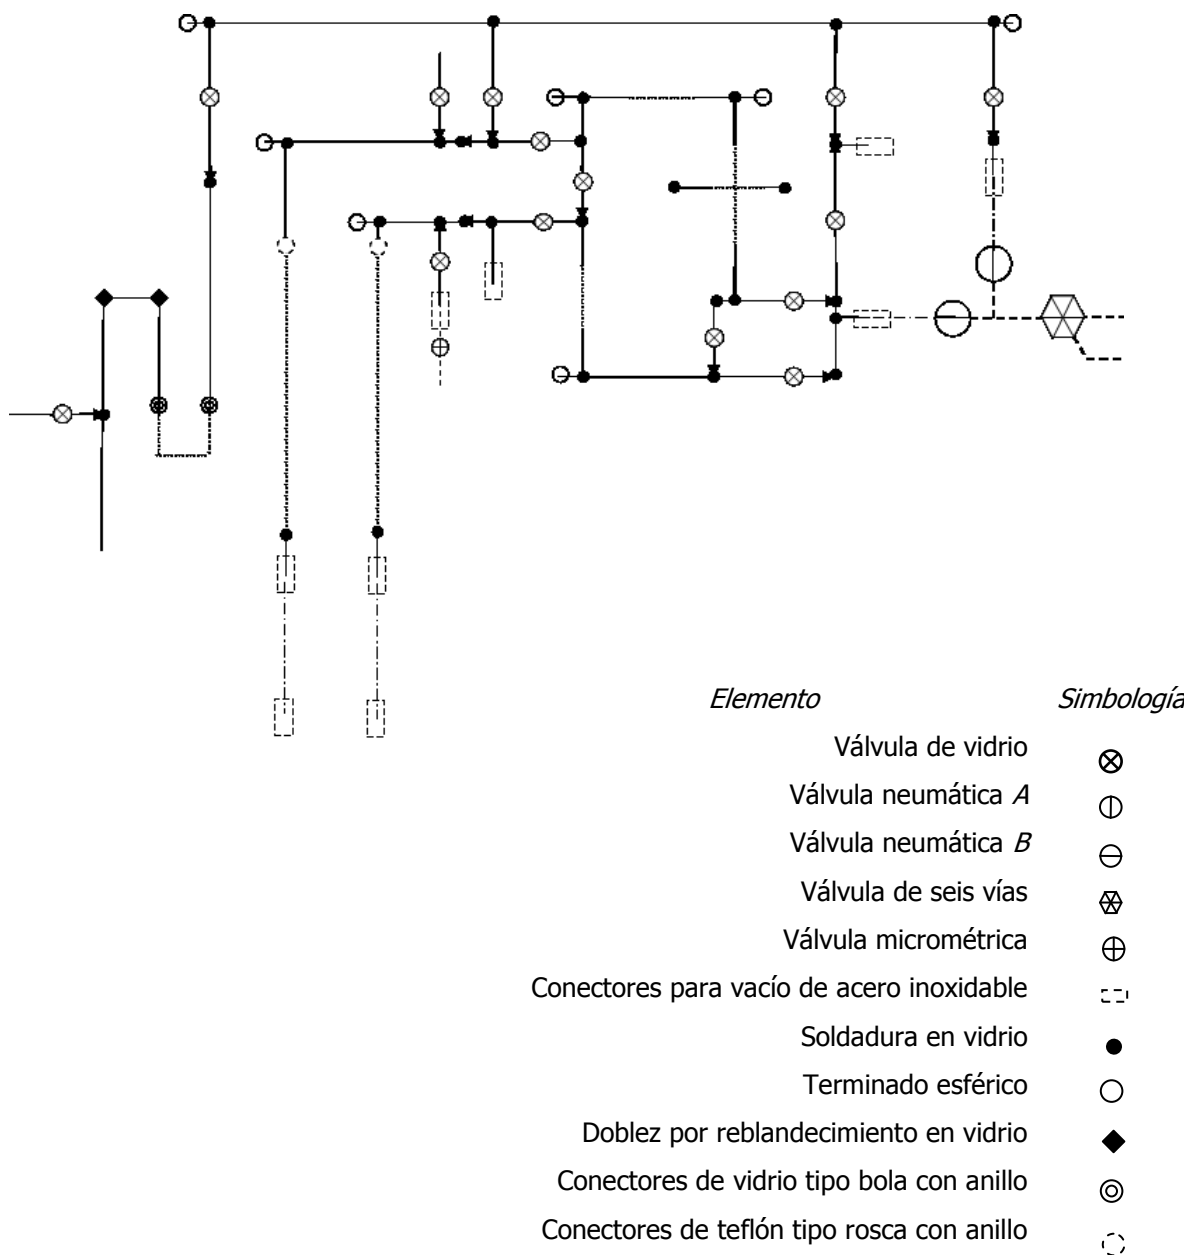 Elemento Simbología
Válvula de vidrio
Válvula neumática A
Válvula neumática B
Válvula de seis vías
Válvula micrométrica
Conectores para vacío de acero inoxidable
Soldadura en vidrio
Terminado esférico
Doblez por reblandecimiento en vidrio
Conectores de vidrio tipo bola con anillo
Conectores de teflón tipo rosca con anillo